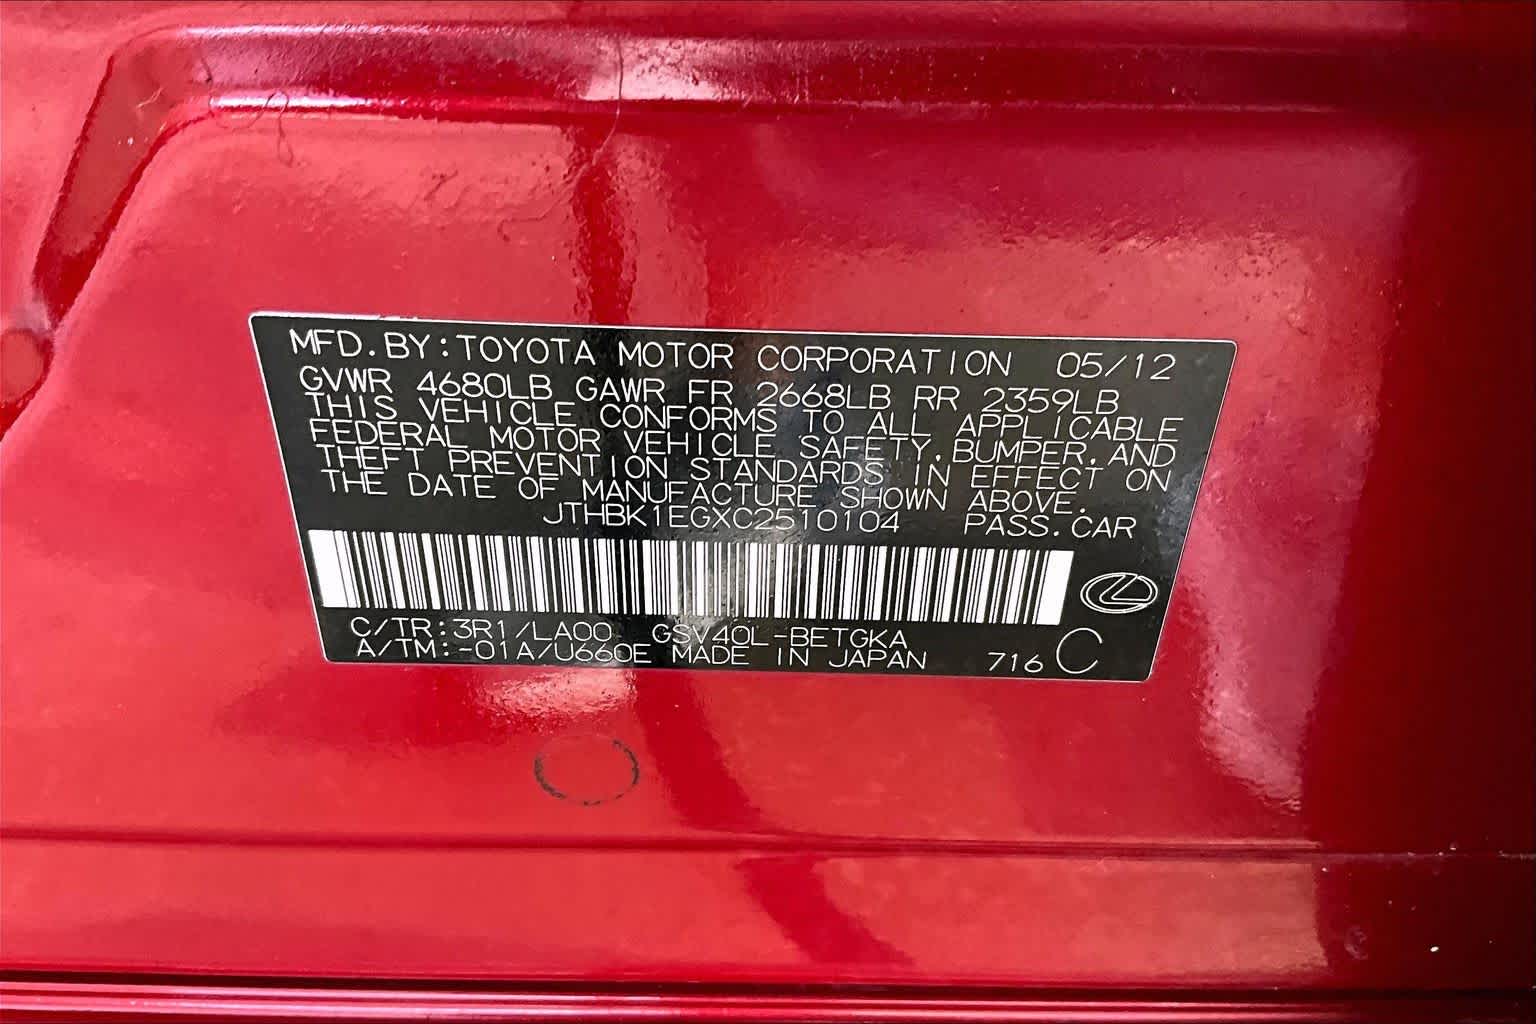 MFD.BY:TOYOTA MOTOR CORPORATION 05/12
GVWR 4680LB GAWR FR 2668LB RR 2359LB
THIS VEHICLE CONFORMS TO ALL APPLICABLE
FEDERAL MOTOR VEHICLE SAFETY,BUMPER,AND
THEFT PREVENTION STANDARDS IN EFFECT ON
THE DATE OF MANUFACTURE SHOWN ABOVE.
JTHBK1EGXC2510104 PASS.CAR
C/TR:3R1/LA00 GSV40L-BETGKA
A/TM:-01A/U660E MADE IN JAPAN 716 C